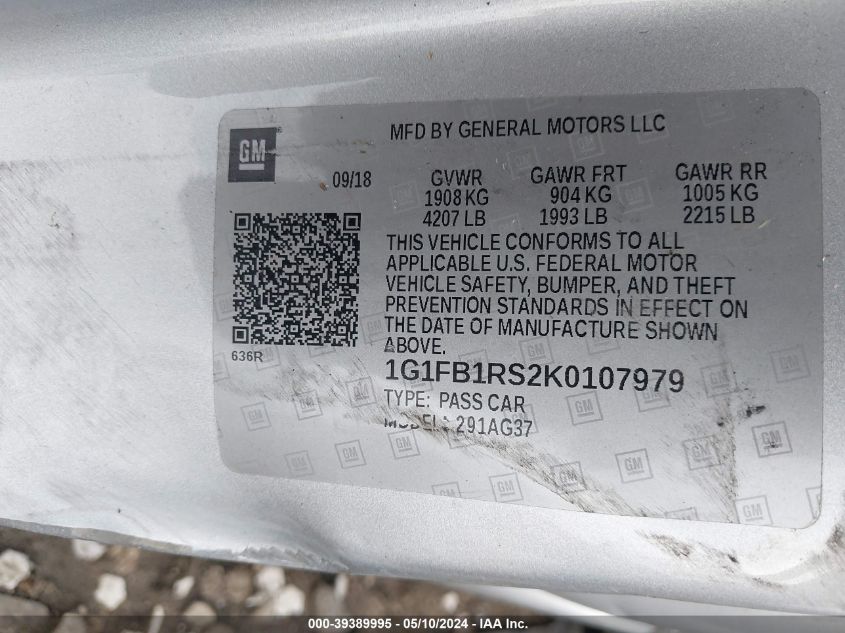 GM
MFD BY GENERAL MOTORS LLC
09/18
GVWR GAWR FRT GAWR RR
1908 KG 904 KG 1005 KG
4207 LB 1993 LB 2215 LB
THIS VEHICLE CONFORMS TO ALL
APPLICABLE U.S. FEDERAL MOTOR
VEHICLE SAFETY, BUMPER, AND THEFT
PREVENTION STANDARDS IN EFFECT ON
THE DATE OF MANUFACTURE SHOWN
ABOVE.
636R
1G1FB1RS2K0107979
TYPE: PASS CAR
MODEL: 291AG37
000-39389995 - 05/10/2024 - IAA Inc.